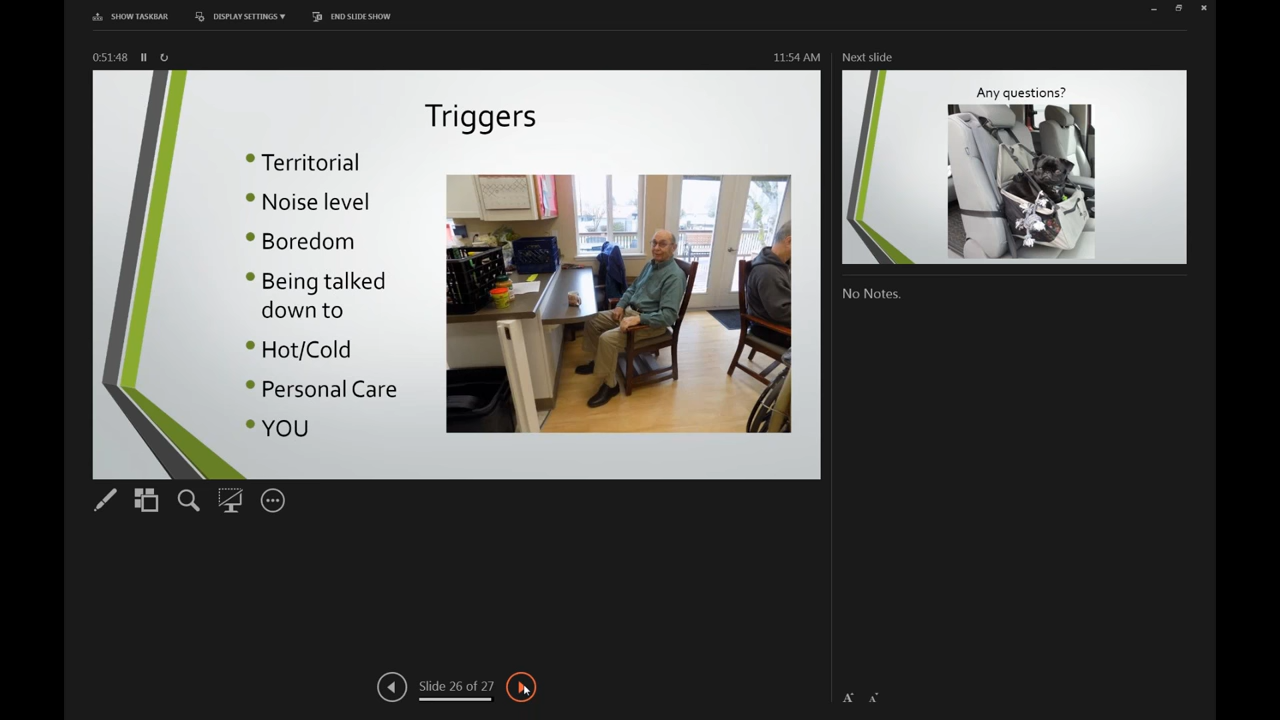 SHOW TASKBAR
DISPLAY SETTINGS
END SLIDE SHOW
0:51:48
11:54 AM
Next slide
Triggers
Territorial
Noise level
Boredom
Being talked
down to
Hot/Cold
Personal Care
YOU
Any questions?
No Notes.
Slide 26 of 27
A A